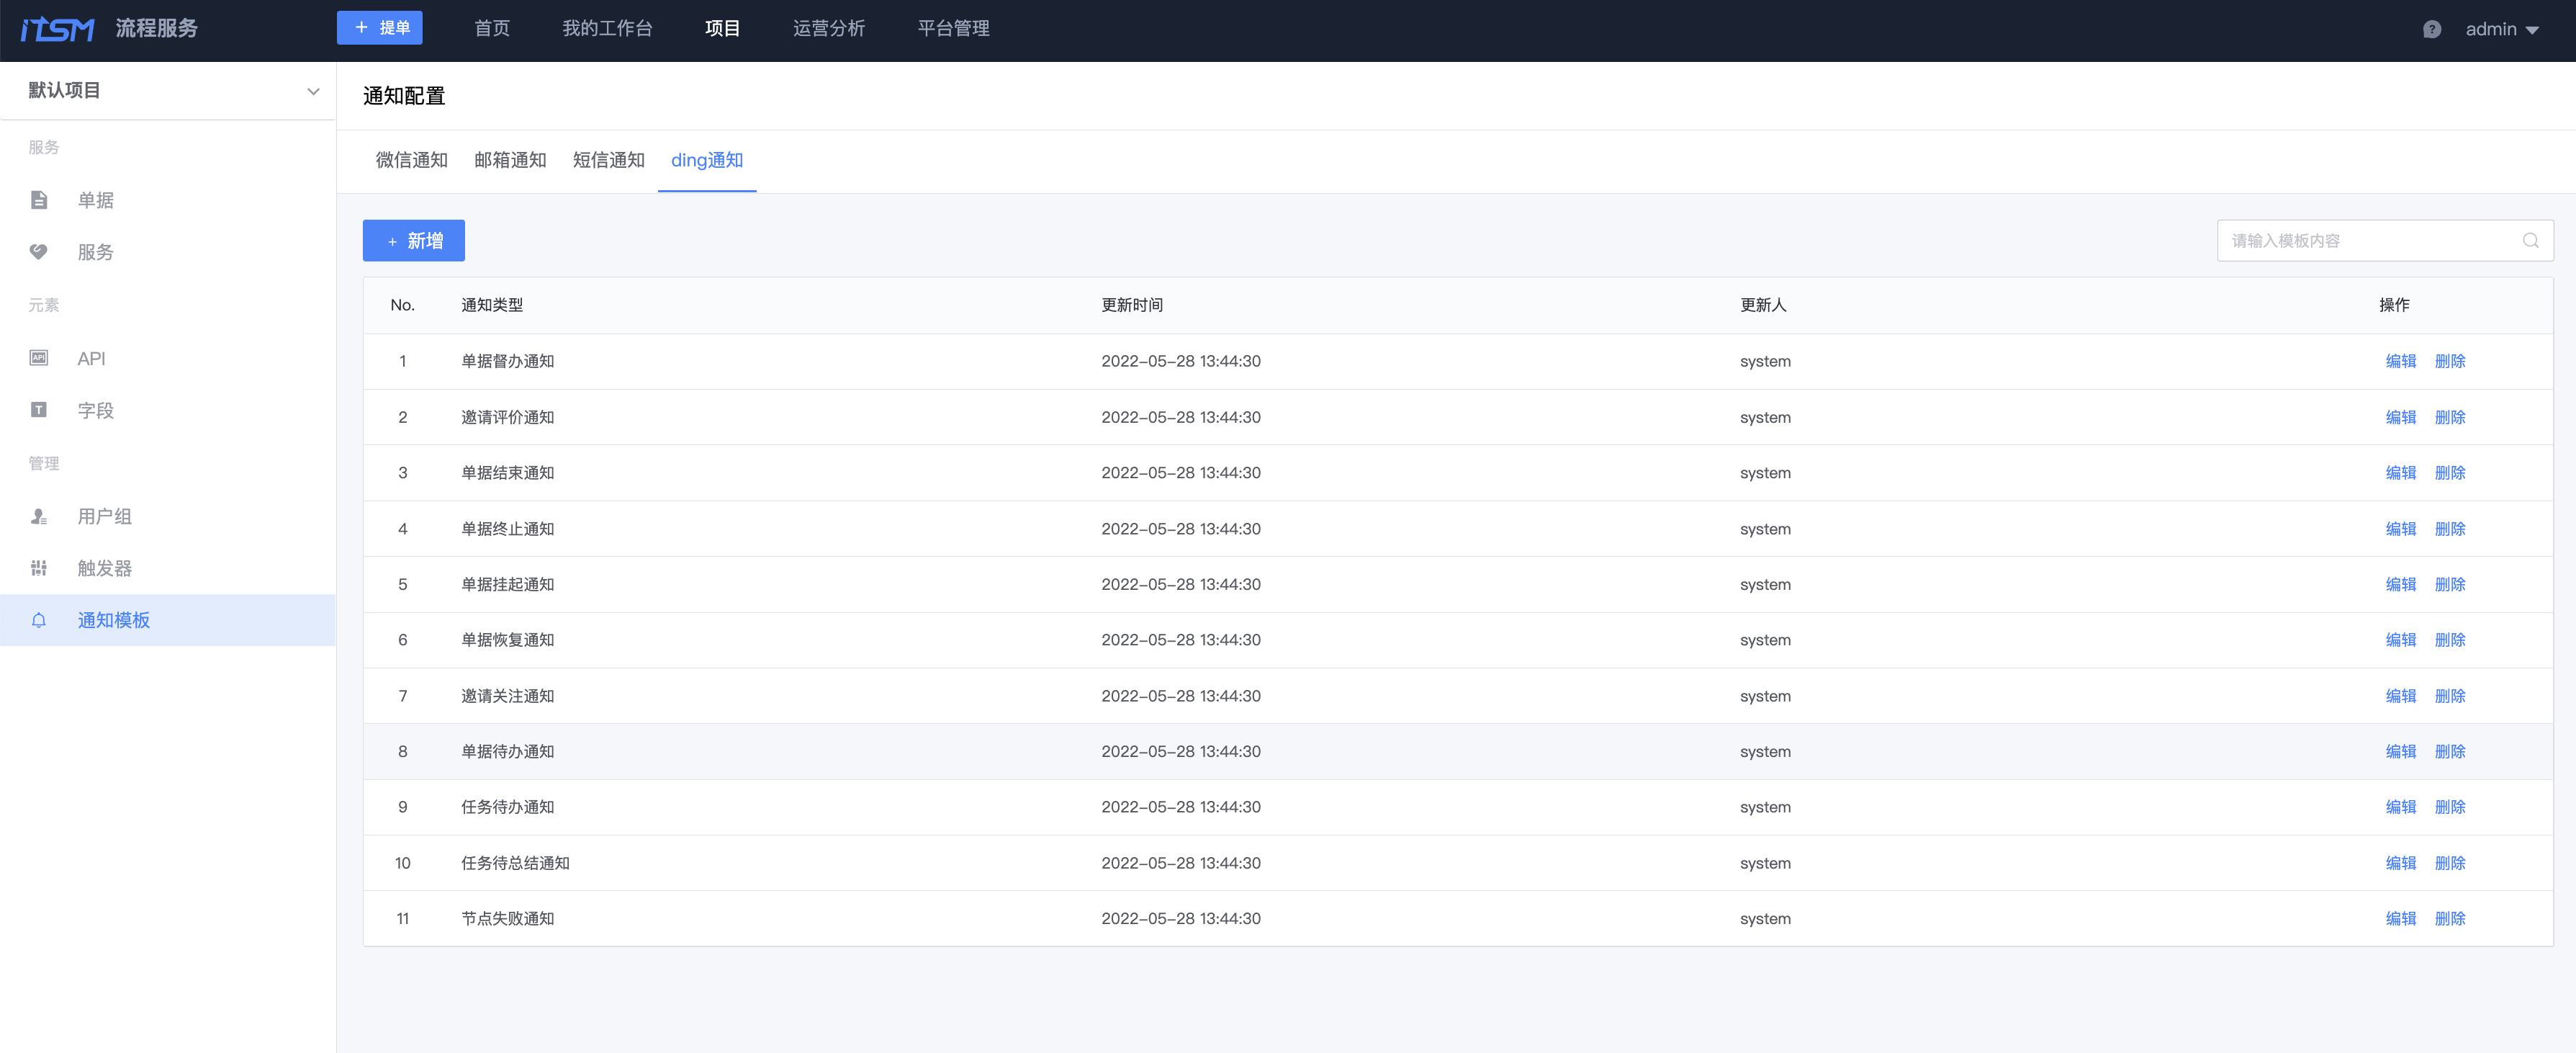 ITSM 流程服务 + 提单 首页 我的工作台 项目 运营分析 平台管理 ? admin
默认项目
服务
单据
服务
元素
API API
T 字段
管理
用户组
触发器
通知模板
通知配置
微信通知 邮箱通知 短信通知 ding通知
+ 新增 请输入模板内容
No. 通知类型 更新时间 更新人 操作
1 单据督办通知 2022-05-28 13:44:30 system 编辑 删除
2 邀请评价通知 2022-05-28 13:44:30 system 编辑 删除
3 单据结束通知 2022-05-28 13:44:30 system 编辑 删除
4 单据终止通知 2022-05-28 13:44:30 system 编辑 删除
5 单据挂起通知 2022-05-28 13:44:30 system 编辑 删除
6 单据恢复通知 2022-05-28 13:44:30 system 编辑 删除
7 邀请关注通知 2022-05-28 13:44:30 system 编辑 删除
8 单据待办通知 2022-05-28 13:44:30 system 编辑 删除
9 任务待办通知 2022-05-28 13:44:30 system 编辑 删除
10 任务待总结通知 2022-05-28 13:44:30 system 编辑 删除
11 节点失败通知 2022-05-28 13:44:30 system 编辑 删除